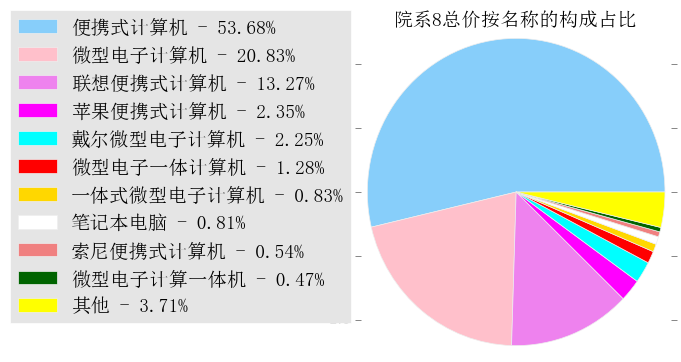 院系8总价按名称的构成占比
便携式计算机 - 53.68%
微型电子计算机 - 20.83%
联想便携式计算机 - 13.27%
苹果便携式计算机 - 2.35%
戴尔微型电子计算机 - 2.25%
微型电子一体计算机 - 1.28%
一体式微型电子计算机 - 0.83%
笔记本电脑 - 0.81%
索尼便携式计算机 - 0.54%
微型电子计算一体机 - 0.47%
其他 - 3.71%